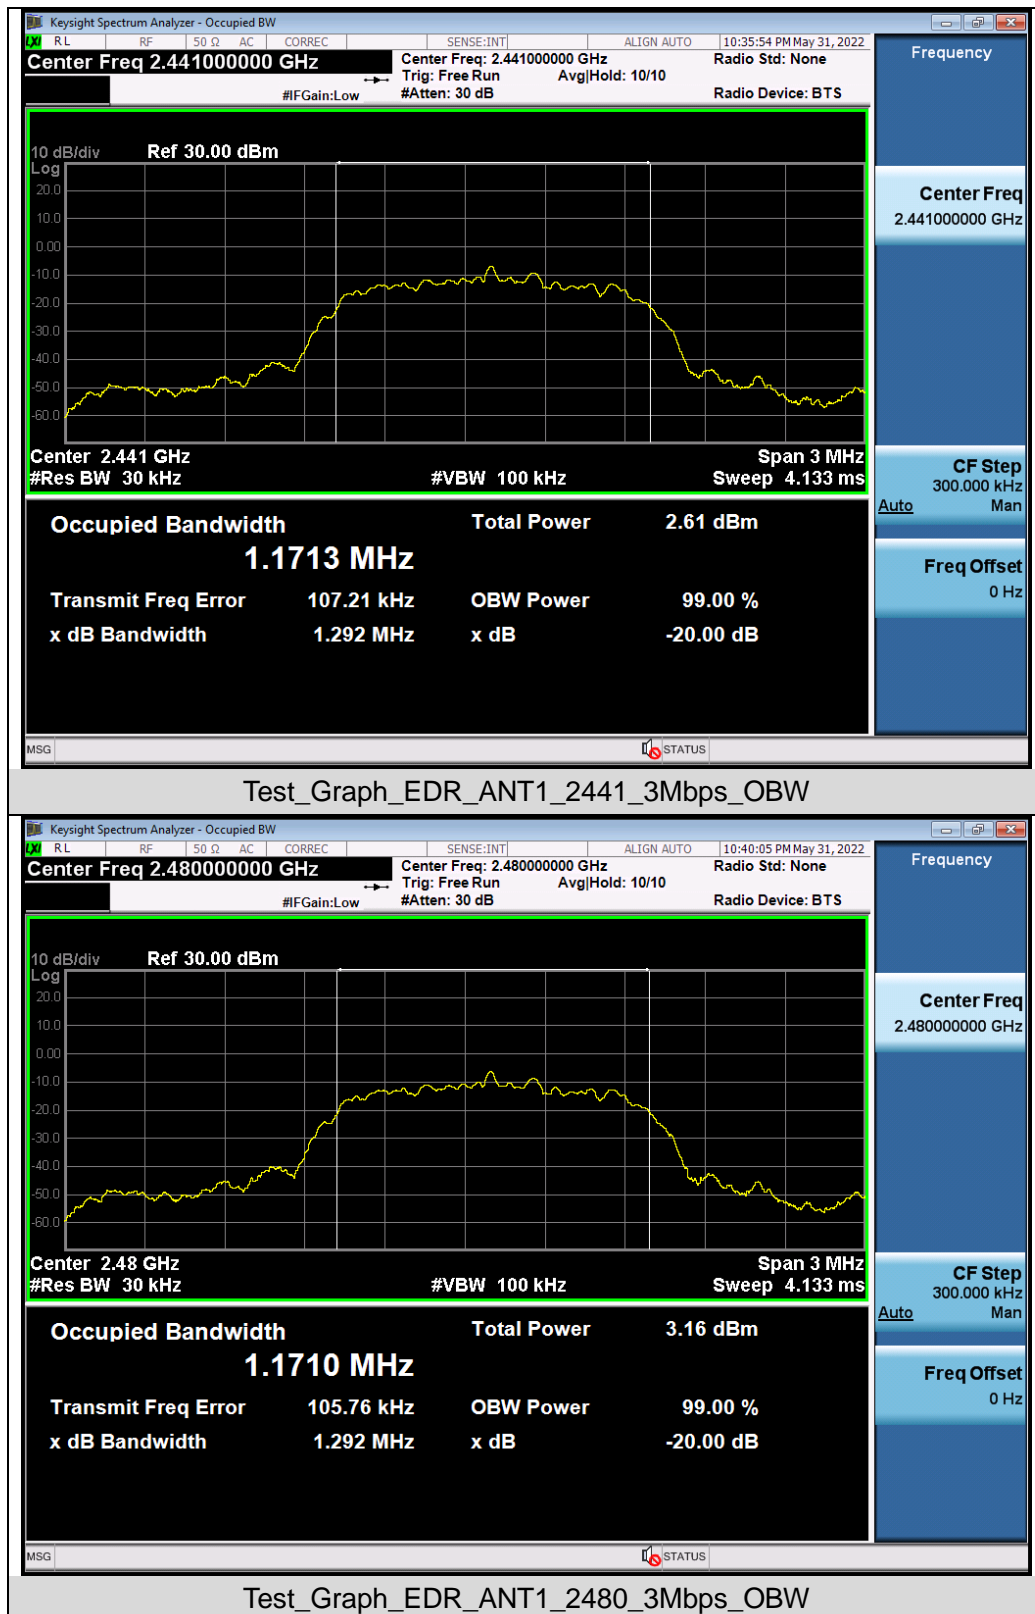 Keysight Spectrum Analyzer - Occupied BW
LXI RL RF 50 Ω AC CORREC SENSE:INT ALIGN AUTO 10:35:54 PM May 31, 2022
Center Freq 2.441000000 GHz Center Freq: 2.441000000 GHz Radio Std: None
Trig: Free Run Avg|Hold: 10/10
#IFGain:Low #Atten: 30 dB Radio Device: BTS
Frequency
10 dB/div Ref 30.00 dBm
Log
20.0
10.0
0.00
-10.0
-20.0
-30.0
-40.0
-50.0
-60.0
Center 2.441 GHz Span 3 MHz
#Res BW 30 kHz #VBW 100 kHz Sweep 4.133 ms
Center Freq
2.441000000 GHz
CF Step
300.000 kHz
Auto Man
Freq Offset
0 Hz
Occupied Bandwidth Total Power 2.61 dBm
1.1713 MHz
Transmit Freq Error 107.21 kHz OBW Power 99.00 %
x dB Bandwidth 1.292 MHz x dB -20.00 dB
MSG STATUS
Test_Graph_EDR_ANT1_2441_3Mbps_OBW
Keysight Spectrum Analyzer - Occupied BW
LXI RL RF 50 Ω AC CORREC SENSE:INT ALIGN AUTO 10:40:05 PM May 31, 2022
Center Freq 2.480000000 GHz Center Freq: 2.480000000 GHz Radio Std: None
Trig: Free Run Avg|Hold: 10/10
#IFGain:Low #Atten: 30 dB Radio Device: BTS
Frequency
10 dB/div Ref 30.00 dBm
Log
20.0
10.0
0.00
-10.0
-20.0
-30.0
-40.0
-50.0
-60.0
Center 2.48 GHz Span 3 MHz
#Res BW 30 kHz #VBW 100 kHz Sweep 4.133 ms
Center Freq
2.480000000 GHz
CF Step
300.000 kHz
Auto Man
Freq Offset
0 Hz
Occupied Bandwidth Total Power 3.16 dBm
1.1710 MHz
Transmit Freq Error 105.76 kHz OBW Power 99.00 %
x dB Bandwidth 1.292 MHz x dB -20.00 dB
MSG STATUS
Test_Graph_EDR_ANT1_2480_3Mbps_OBW